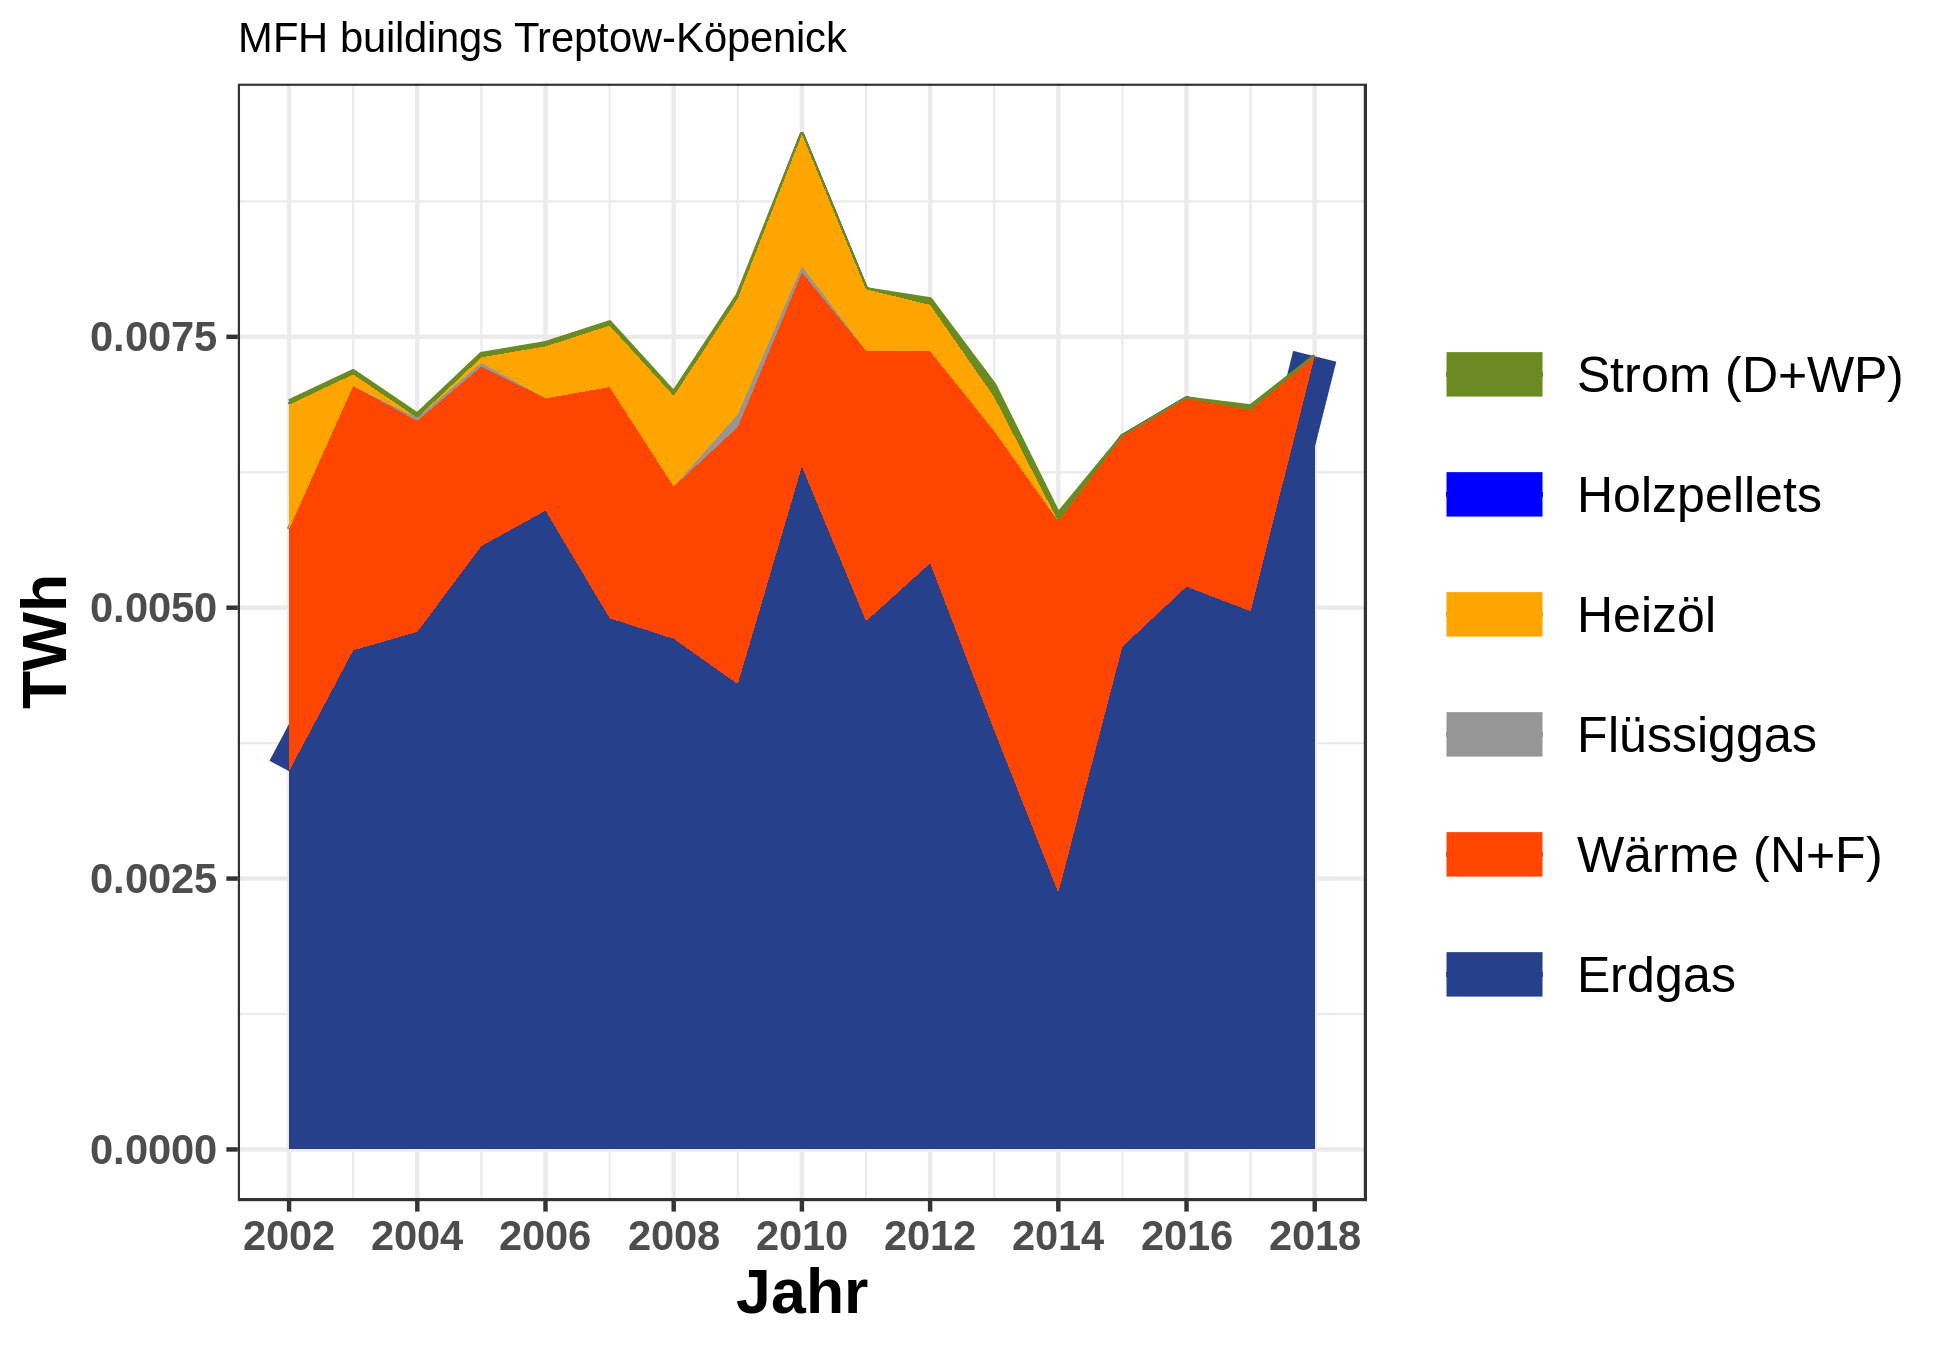 MFH buildings Treptow-Köpenick
TWh
0.0075
0.0050
0.0025
0.0000
2002 2004 2006 2008 2010 2012 2014 2016 2018
Jahr
Strom (D+WP)
Holzpellets
Heizöl
Flüssiggas
Wärme (N+F)
Erdgas